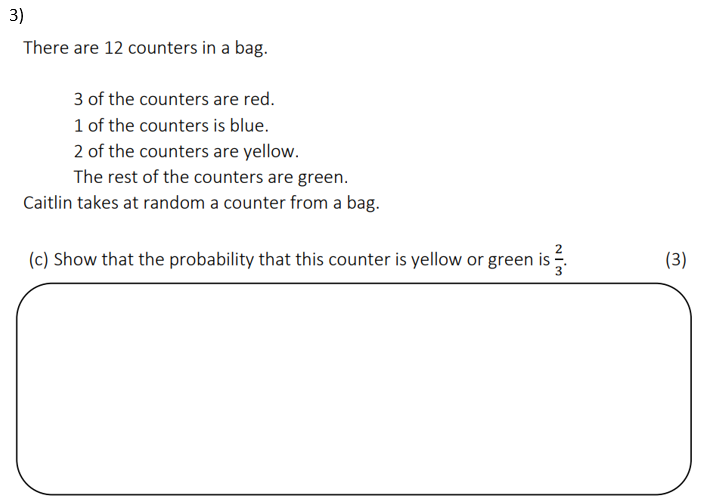 3)
There are 12 counters in a bag.
3 of the counters are red.
1 of the counters is blue.
2 of the counters are yellow.
The rest of the counters are green.
Caitlin takes at random a counter from a bag.
(c) Show that the probability that this counter is yellow or green is 2/3. (3)